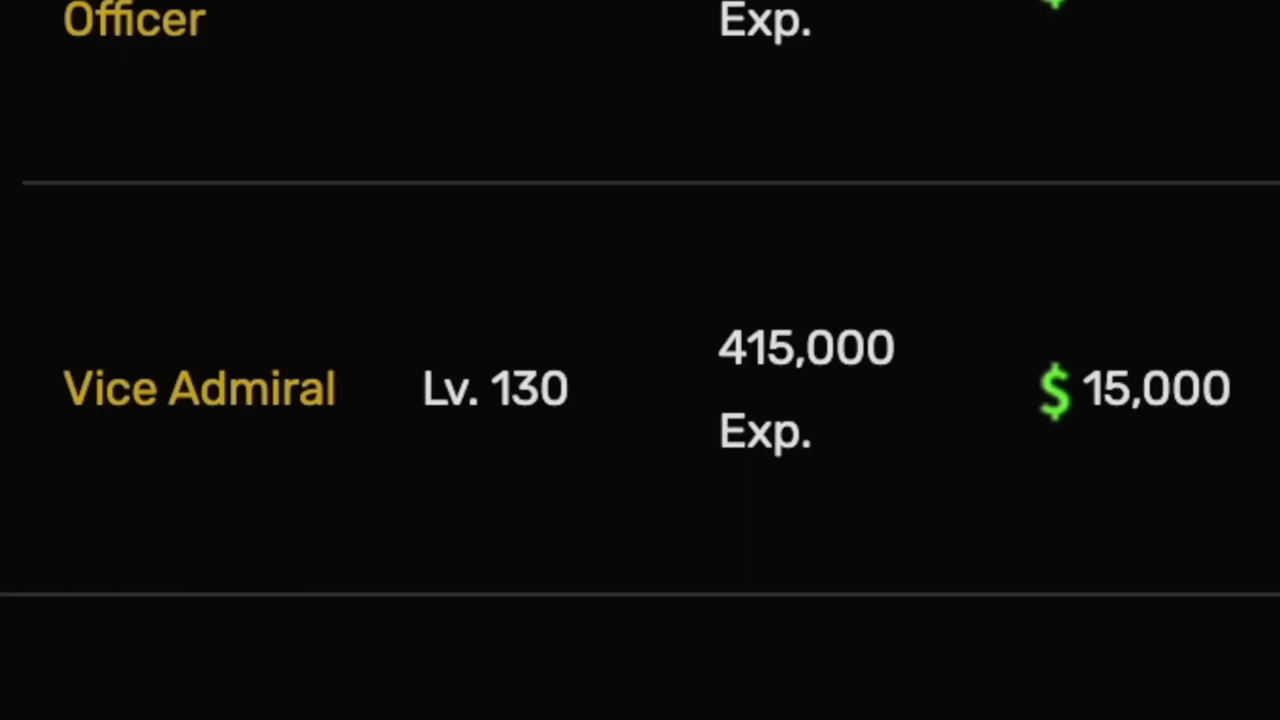 Officer
Exp.
$
Vice Admiral
Lv. 130
415,000
Exp.
$ 15,000